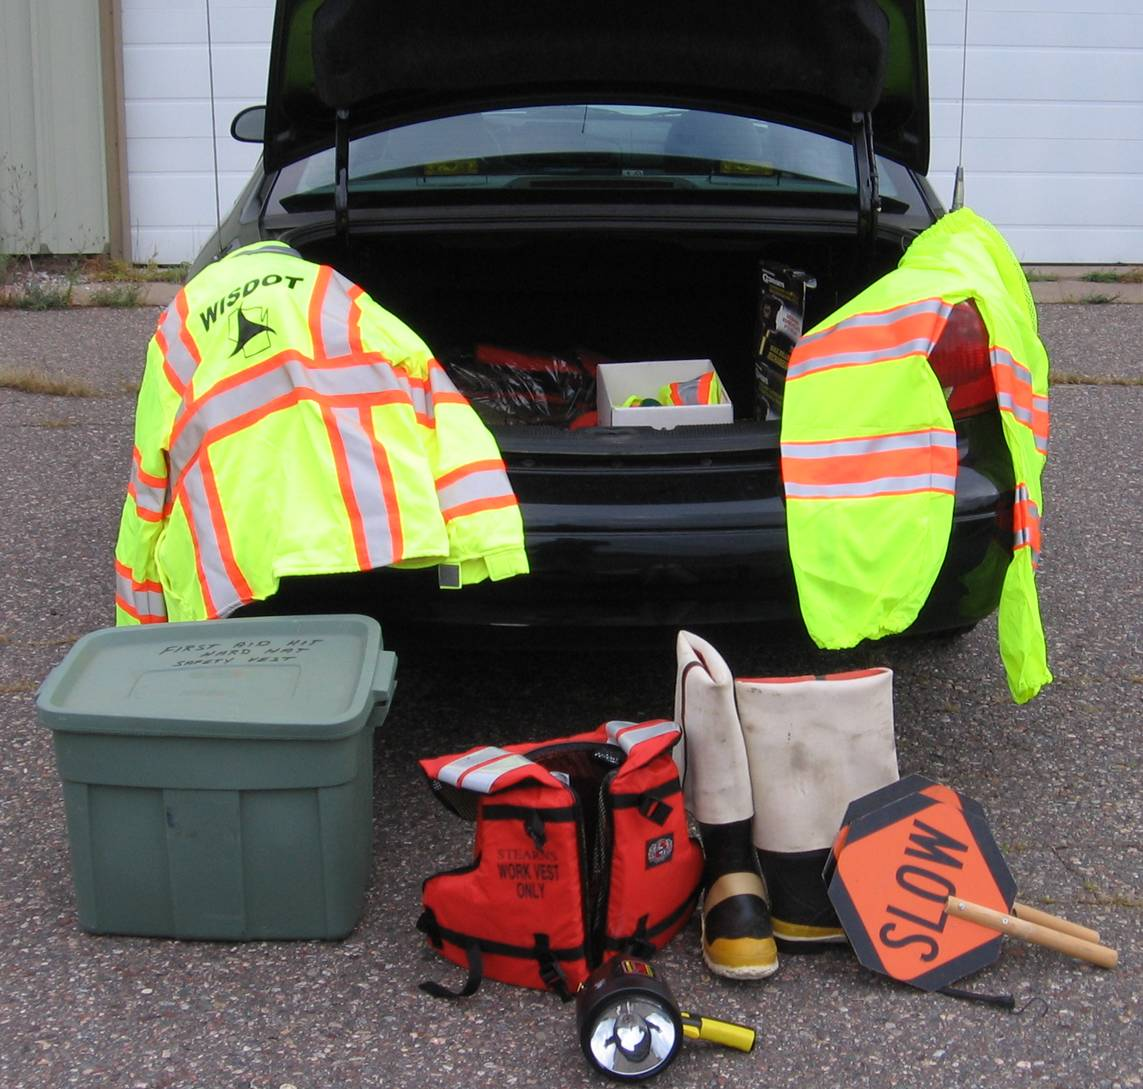 WISDOT
FIRST AID KIT
HARD HAT
SAFETY VEST
STEARNS
WORK VEST
ONLY
SLOW